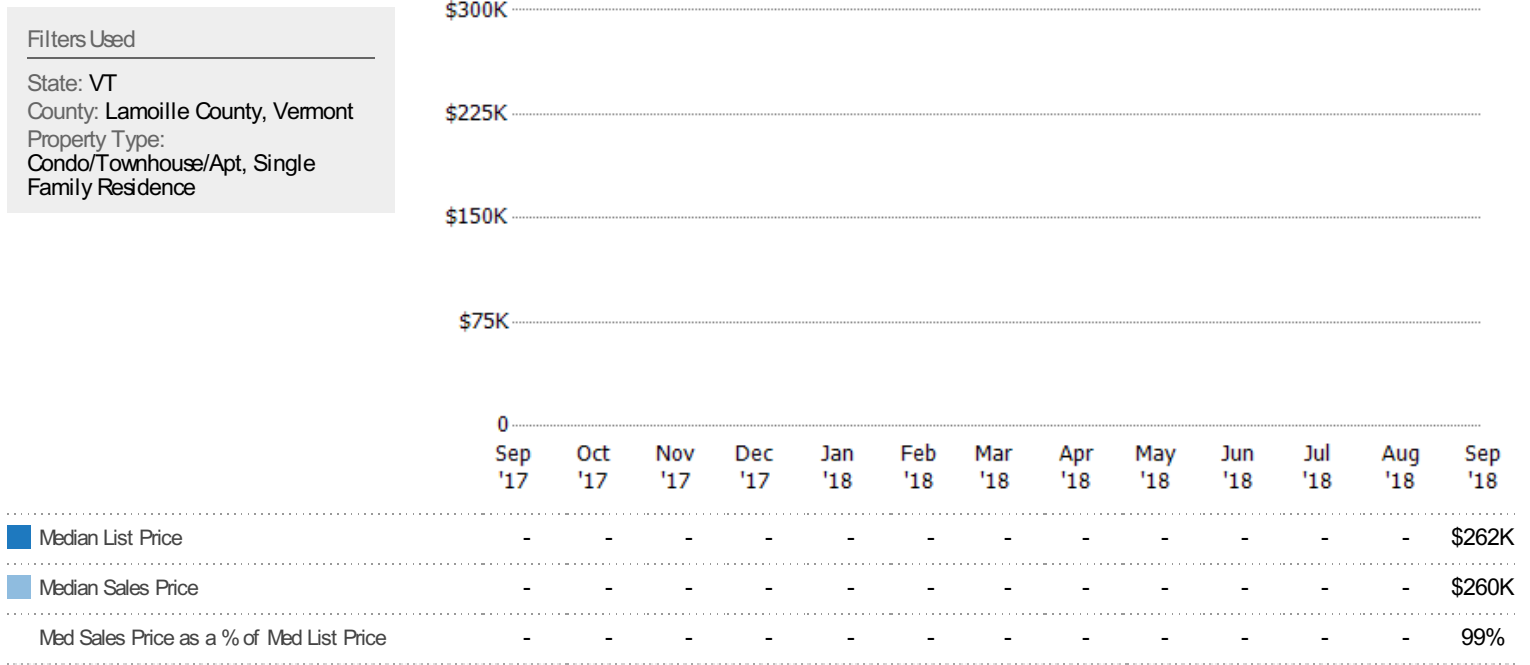 Filters Used
State: VT
County: Lamoille County, Vermont
Property Type:
Condo/Townhouse/Apt, Single
Family Residence
$300K
$225K
$150K
$75K
0
Sep Oct Nov Dec Jan Feb Mar Apr May Jun Jul Aug Sep
'17 '17 '17 '17 '18 '18 '18 '18 '18 '18 '18 '18 '18
Median List Price - - - - - - - - - - - - $262K
Median Sales Price - - - - - - - - - - - - $260K
Med Sales Price as a % of Med List Price - - - - - - - - - - - - 99%